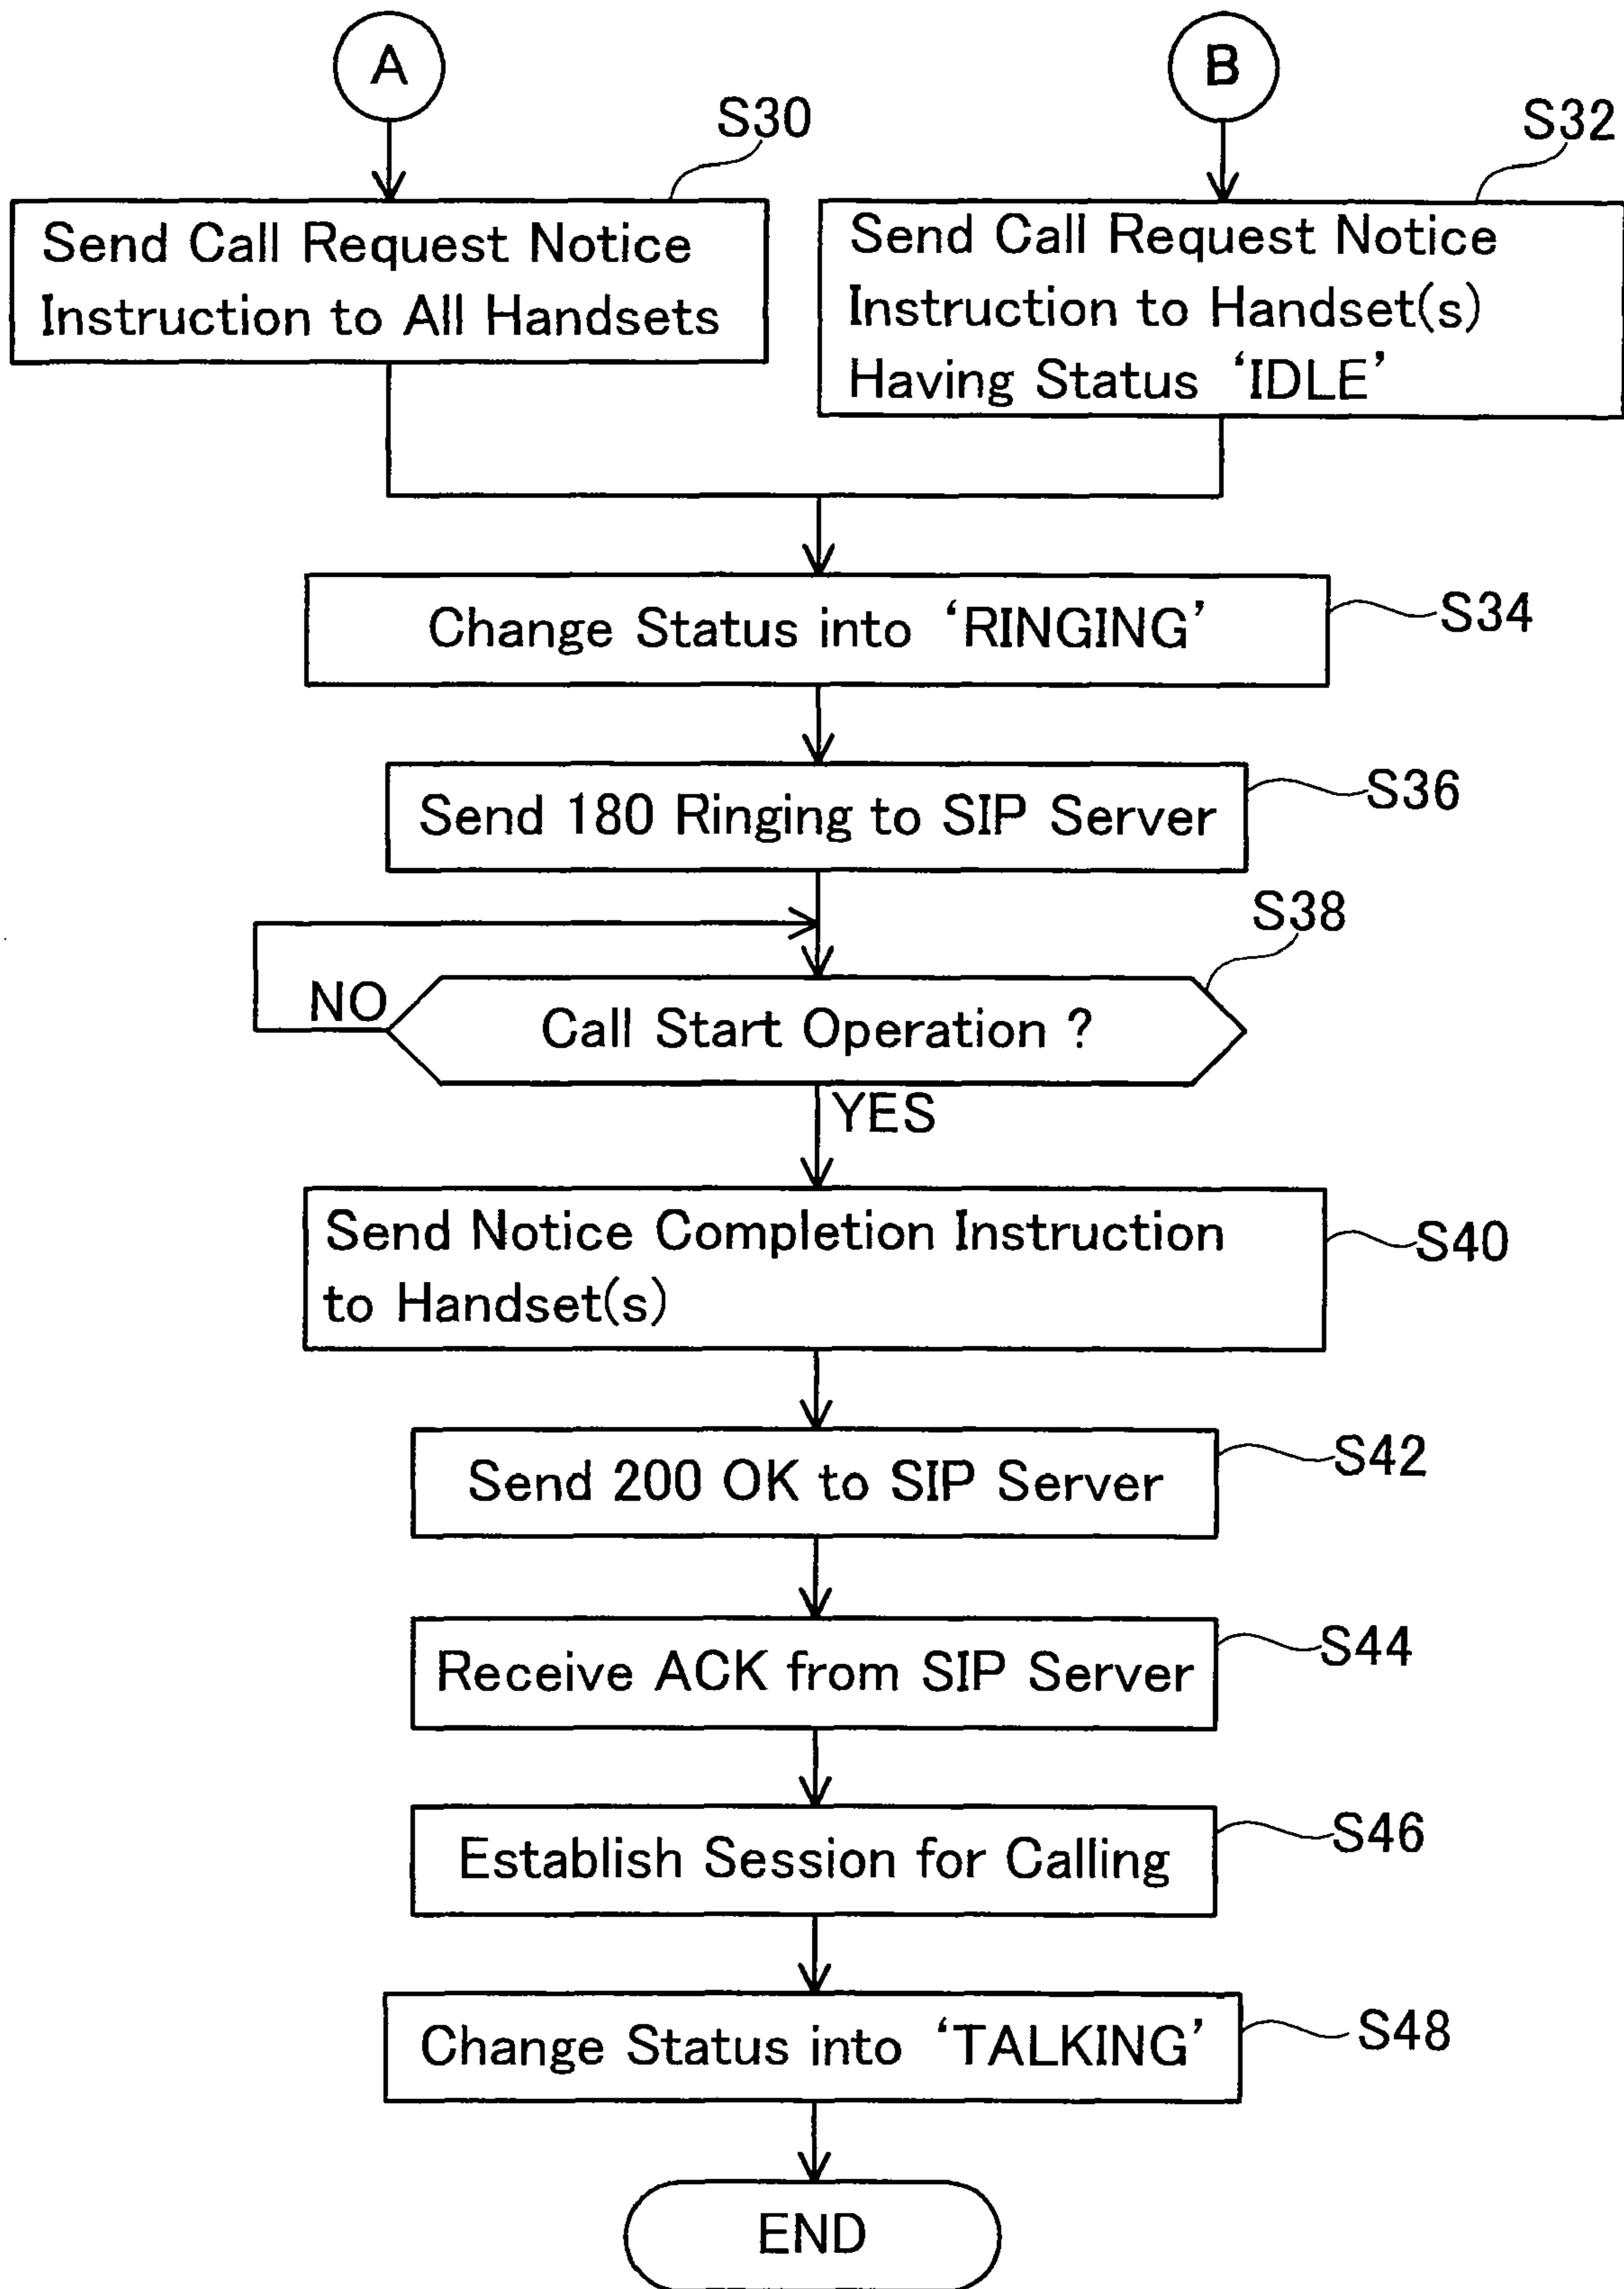 A
B
S30
S32
Send Call Request Notice
Instruction to All Handsets
Send Call Request Notice
Instruction to Handset(s)
Having Status ‘IDLE’
Change Status into ‘RINGING’
S34
Send 180 Ringing to SIP Server
S36
S38
NO
Call Start Operation ?
YES
Send Notice Completion Instruction
to Handset(s)
S40
Send 200 OK to SIP Server
S42
Receive ACK from SIP Server
S44
Establish Session for Calling
S46
Change Status into ‘TALKING’
S48
END